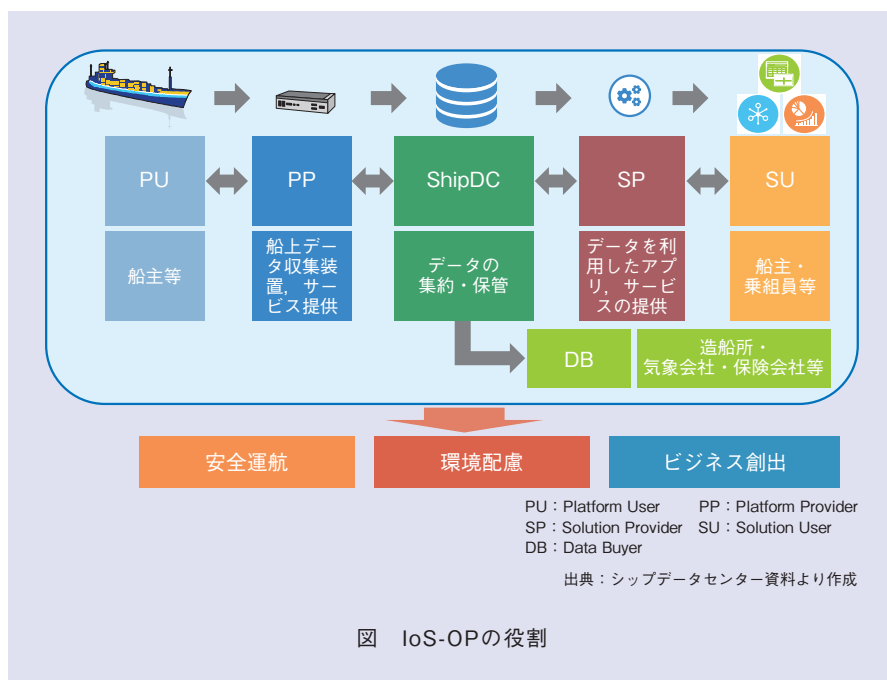 PU
PP
ShipDC
SP
SU
船主等
船上デー
タ収集装
置，サー
ビス提供
データの
集約・保管
データを利
用したアプ
リ，サービ
スの提供
船主・
乗組員等
DB
造船所・
気象会社・保険会社等
安全運航
環境配慮
ビジネス創出
PU：Platform User PP：Platform Provider
SP：Solution Provider SU：Solution User
DB：Data Buyer
出典：シップデータセンター資料より作成
図 IoS-OPの役割